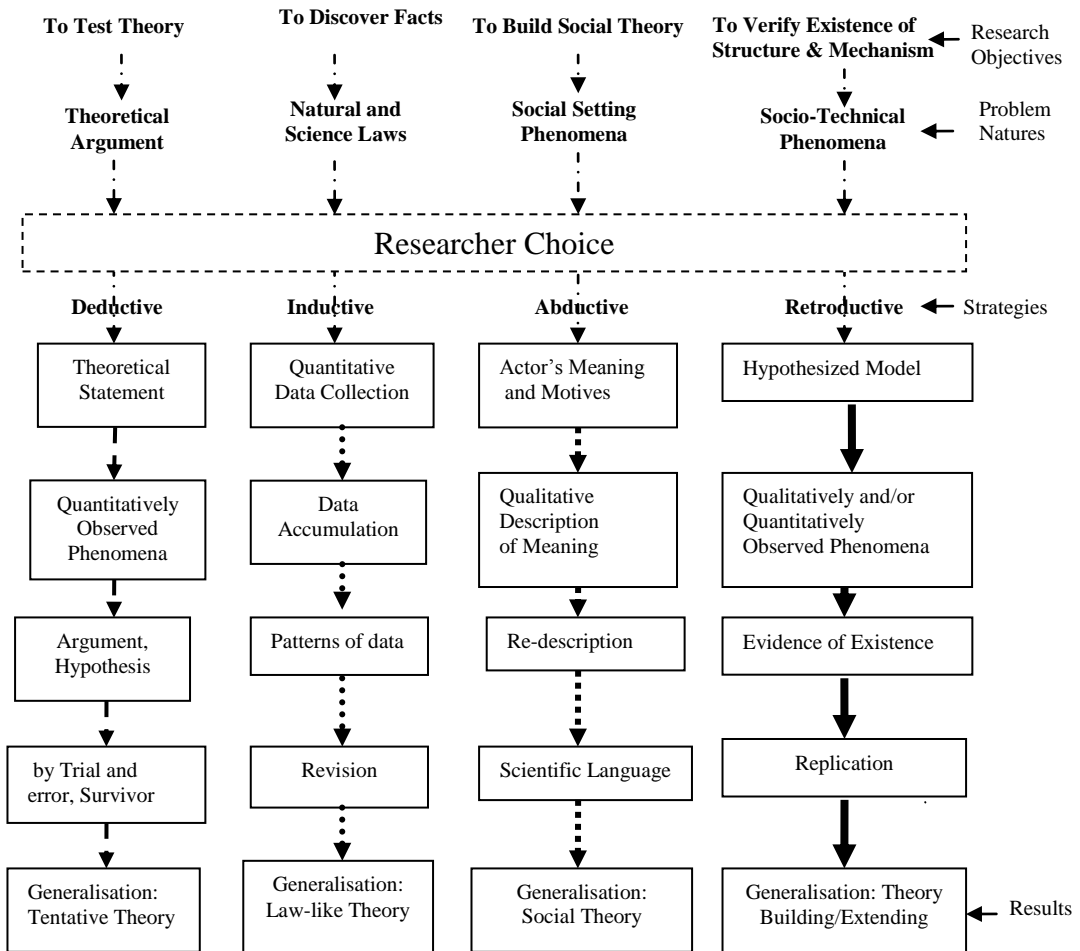 To Test Theory
To Discover Facts
To Build Social Theory
To Verify Existence of
Structure & Mechanism
Research
Objectives
Theoretical
Argument
Natural and
Science Laws
Social Setting
Phenomena
Socio-Technical
Phenomena
Problem
Natures
Researcher Choice
Deductive
Inductive
Abductive
Retroductive
Strategies
Theoretical
Statement
Quantitative
Data Collection
Actor’s Meaning
and Motives
Hypothesized Model
Quantitatively
Observed
Phenomena
Data
Accumulation
Qualitative
Description
of Meaning
Qualitatively and/or
Quantitatively
Observed Phenomena
Argument,
Hypothesis
Patterns of data
Re-description
Evidence of Existence
by Trial and
error, Survivor
Revision
Scientific Language
Replication
Generalisation:
Tentative Theory
Generalisation:
Law-like Theory
Generalisation:
Social Theory
Generalisation: Theory
Building/Extending
Results